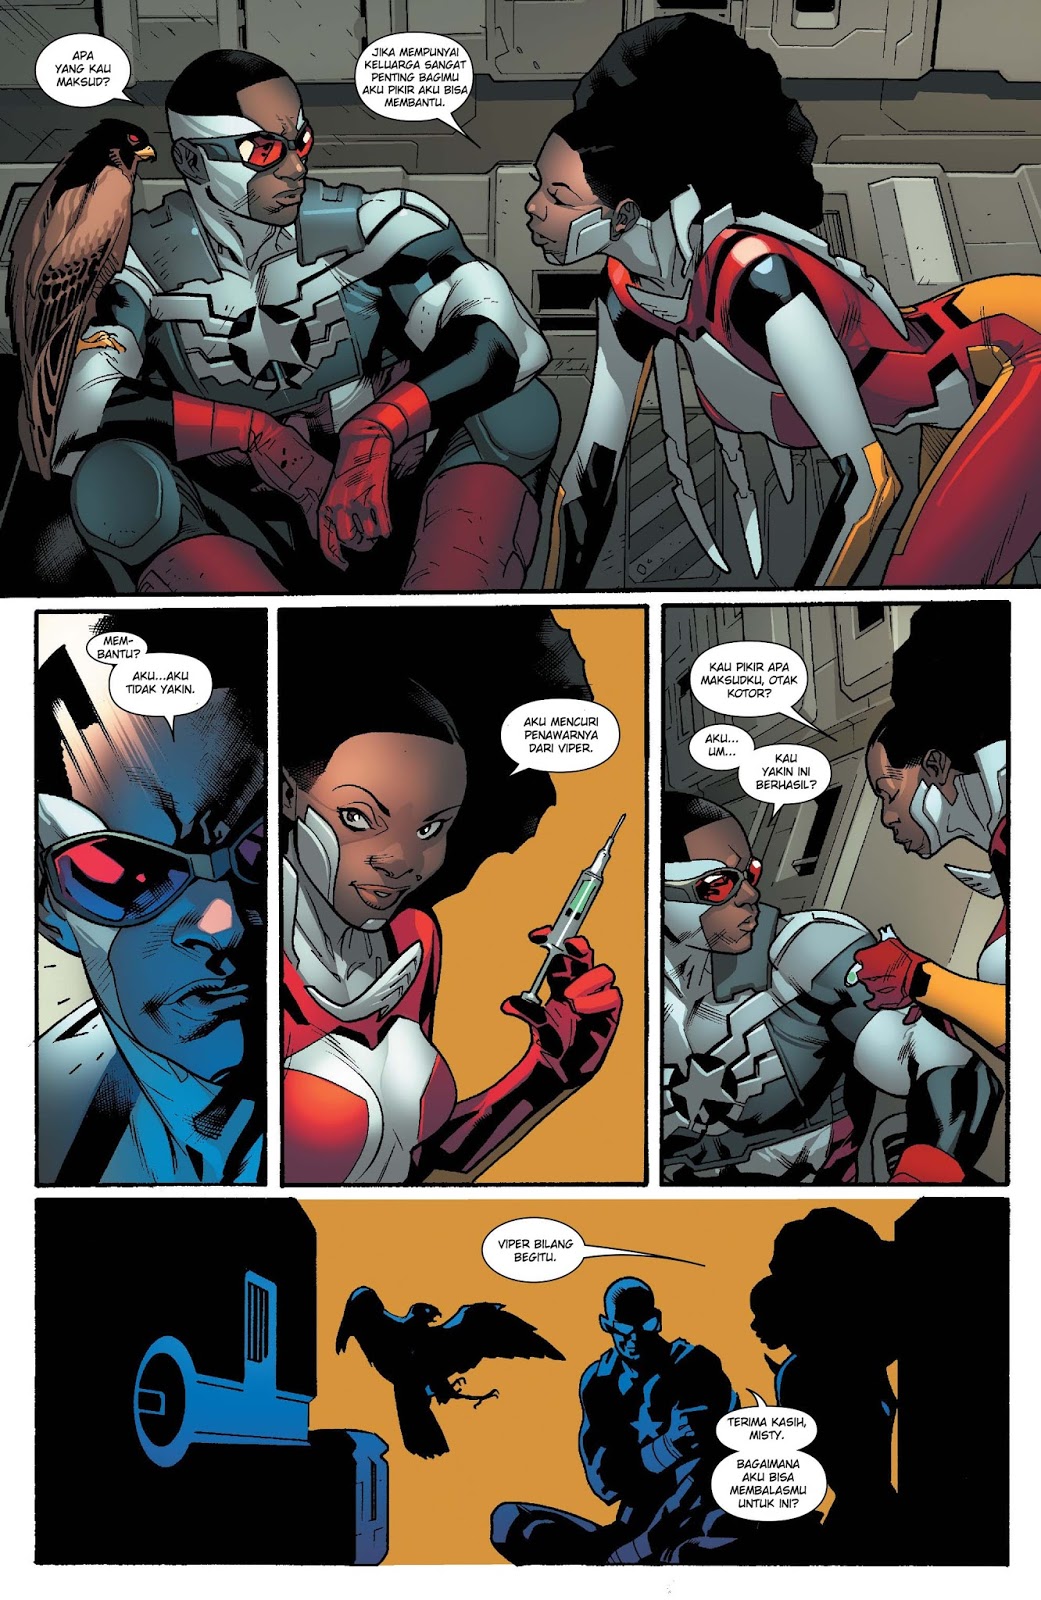 APA
YANG KAU
MAKSUD?
JIKA MEMPUNYAI
KELUARGA SANGAT
PENTING BAGIMU
AKU PIKIR AKU BISA
MEMBANTU.
MEM-
BANTU?
AKU...AKU
TIDAK YAKIN.
AKU MENCURI
PENAWARNYA
DARI VIPER.
KAU PIKIR APA
MAKSUDKU, OTAK
KOTOR?
AKU...
UM...
KAU
YAKIN INI
BERHASIL?
VIPER BILANG
BEGITU.
TERIMA KASIH,
MISTY.
BAGAIMANA
AKU BISA
MEMBALASMU
UNTUK INI?